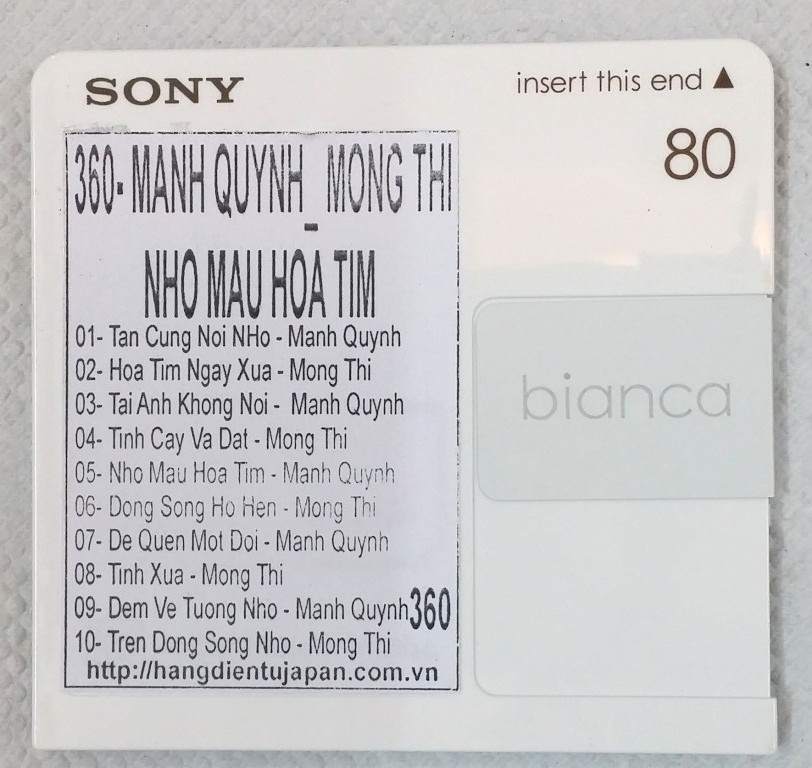 SONY
insert this end ▲
80
360- MANH QUYNH_ MONG THI
NHO MAU HOA TIM
01- Tan Cung Noi NHo - Manh Quynh
02- Hoa Tim Ngay Xua - Mong Thi
03- Tai Anh Khong Noi - Manh Quynh
04- Tinh Cay Va Dat - Mong Thi
05- Nho Mau Hoa Tim - Manh Quynh
06- Dong Song Ho Hen - Mong Thi
07- De Quen Mot Doi - Manh Quynh
08- Tinh Xua - Mong Thi
09- Dem Ve Tuong Nho - Manh Quynh
360
10- Tren Dong Song Nho - Mong Thi
http://hangdientujapan.com.vn
bianca